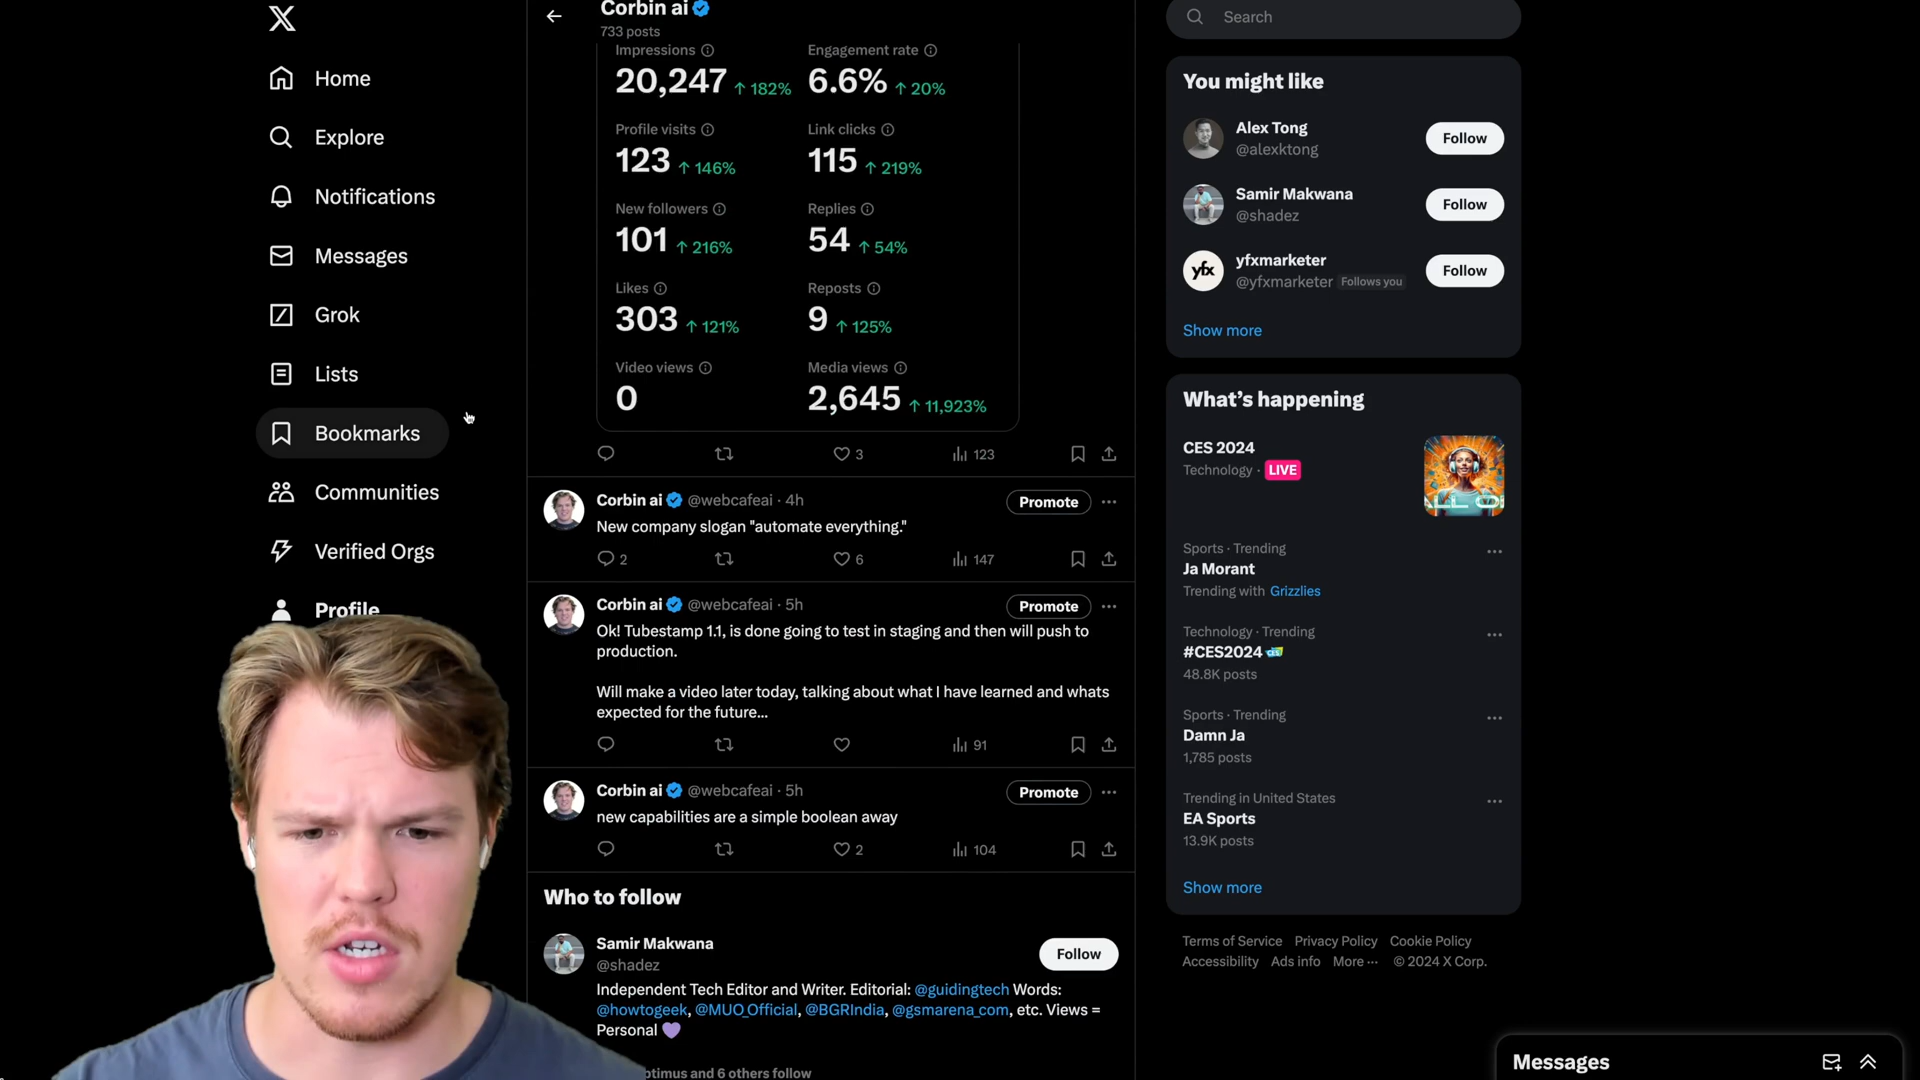 Home
Explore
Notifications
Messages
Grok
Lists
Bookmarks
Communities
Verified Orgs
Profile
Corbin ai
733 posts
Impressions
Engagement rate
20,247 ↑ 182%
6.6% ↑ 20%
Profile visits
Link clicks
123 ↑ 146%
115 ↑ 219%
New followers
Replies
101 ↑ 216%
54 ↑ 54%
Likes
Reposts
303 ↑ 121%
9 ↑ 125%
Video views
Media views
0
2,645 ↑ 11,923%
3
123
Corbin ai @webcafeai · 4h
Promote
New company slogan "automate everything."
2
6
147
Corbin ai @webcafeai · 5h
Promote
Ok! Tubestamp 1.1, is done going to test in staging and then will push to
production.
Will make a video later today, talking about what I have learned and whats
expected for the future...
91
Corbin ai @webcafeai · 5h
Promote
new capabilities are a simple boolean away
2
104
Who to follow
Samir Makwana
@shadez
Follow
Independent Tech Editor and Writer. Editorial: @guidingtech Words:
@howtogeek, @MUO_Official, @BGRIndia, @gsmarena_com, etc. Views =
Personal 💜
and 6 others follow
Search
You might like
Alex Tong
@alexktong
Follow
Samir Makwana
@shadez
Follow
yfx
yfxmarketer
@yfxmarketer Follows you
Follow
Show more
What's happening
CES 2024
Technology · LIVE
Sports · Trending
Ja Morant
Trending with Grizzlies
Technology · Trending
#CES2024
48.8K posts
Sports · Trending
Damn Ja
1,785 posts
Trending in United States
EA Sports
13.9K posts
Show more
Terms of Service Privacy Policy Cookie Policy
Accessibility Ads info More ··· © 2024 X Corp.
Messages